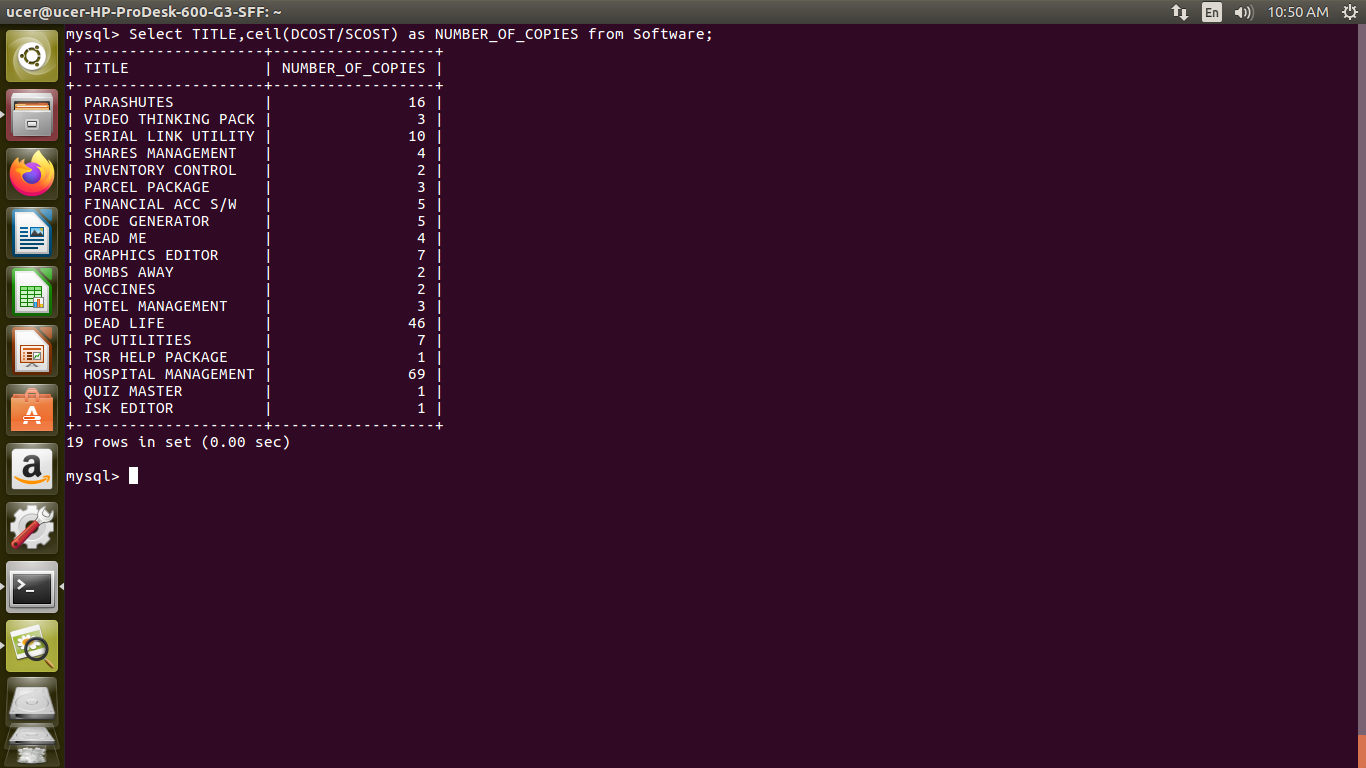 ucer@ucer-HP-ProDesk-600-G3-SFF: ~ En 10:50 AM
mysql> Select TITLE,ceil(DCOST/SCOST) as NUMBER_OF_COPIES from Software;
+---------------------+------------------+
| TITLE               | NUMBER_OF_COPIES |
+---------------------+------------------+
| PARASHUTES          |               16 |
| VIDEO THINKING PACK |                3 |
| SERIAL LINK UTILITY |               10 |
| SHARES MANAGEMENT   |                4 |
| INVENTORY CONTROL   |                2 |
| PARCEL PACKAGE      |                3 |
| FINANCIAL ACC S/W   |                5 |
| CODE GENERATOR      |                5 |
| READ ME             |                4 |
| GRAPHICS EDITOR     |                7 |
| BOMBS AWAY          |                2 |
| VACCINES            |                2 |
| HOTEL MANAGEMENT    |                3 |
| DEAD LIFE           |               46 |
| PC UTILITIES        |                7 |
| TSR HELP PACKAGE    |                1 |
| HOSPITAL MANAGEMENT |               69 |
| QUIZ MASTER         |                1 |
| ISK EDITOR          |                1 |
+---------------------+------------------+
19 rows in set (0.00 sec)
mysql>